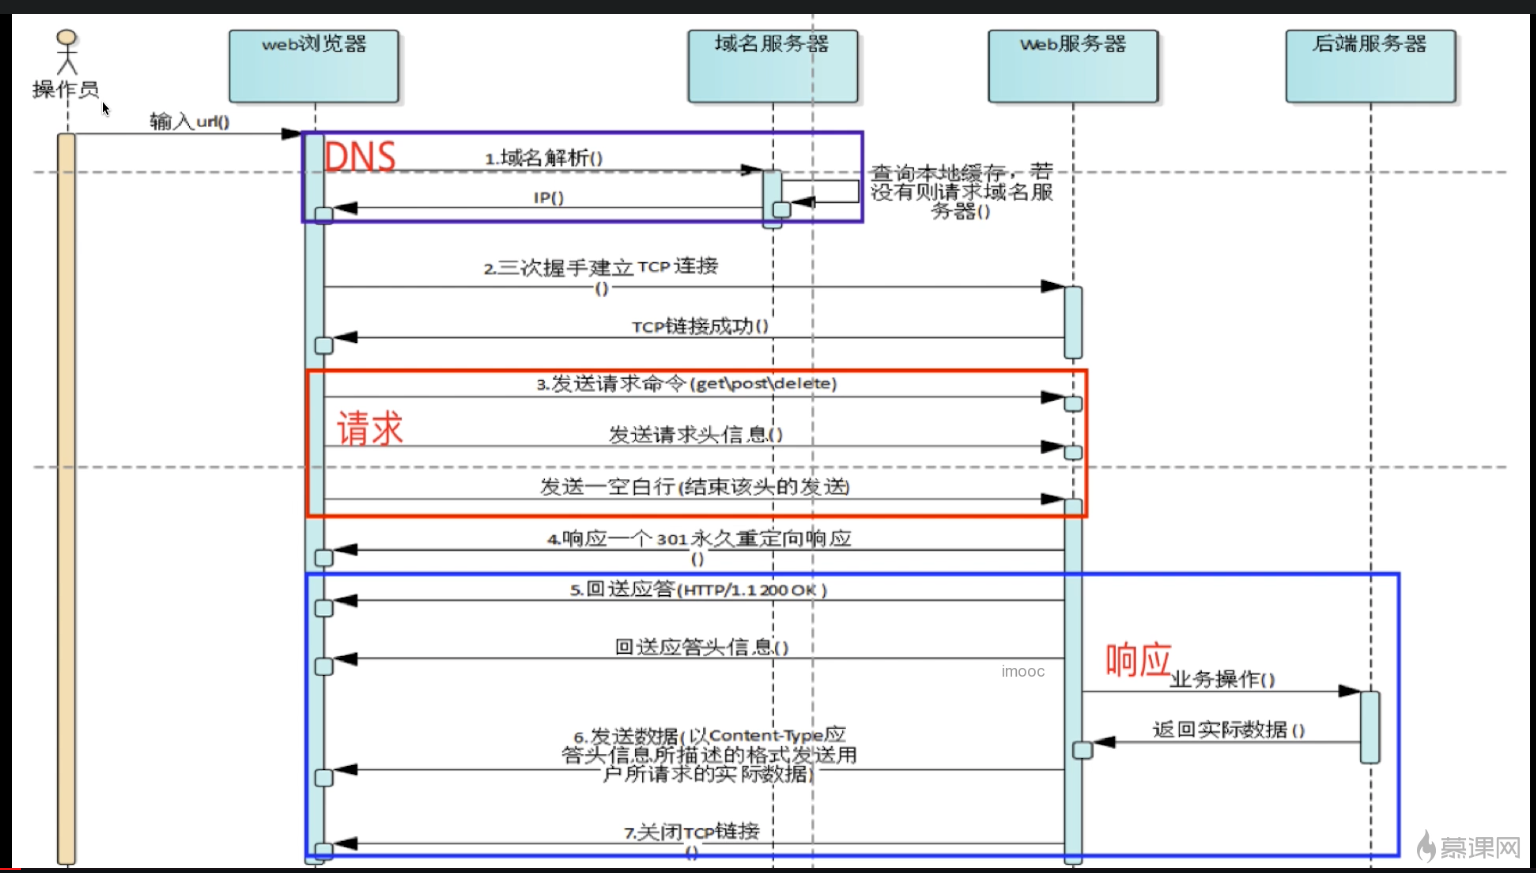 web浏览器
域名服务器
Web服务器
后端服务器
操作员
输入url()
DNS
1.域名解析()
查询本地缓存，若
没有则请求域名服
务器()
IP()
2.三次握手建立TCP连接
()
TCP链接成功()
3.发送请求命令(get\post\delete)
请求
发送请求头信息()
发送一空白行(结束该头的发送)
4.响应一个301永久重定向响应
()
5.回送应答(HTTP/1.1 200 OK )
回送应答头信息()
响应
imooc
业务操作()
返回实际数据()
6.发送数据(以Content-Type应
答头信息所描述的格式发送用
户所请求的实际数据)
7.关闭TCP链接
()
慕课网